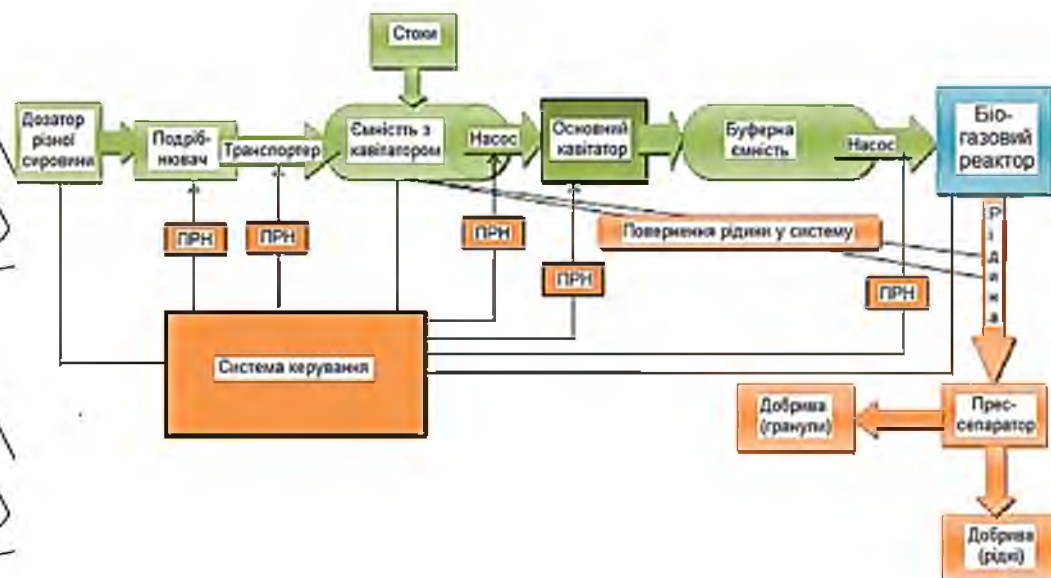 Стоки
Дозатор
різної
сировини
Подріб-
нювач
Транспортер
Ємність з
кавітатором
Насос
Основний
кавітатор
Буферна
ємність
Насос
Біо-
газовий
реактор
ПРН
ПРН
ПРН
Повернення рідини у систему
ПРН
ПРН
Рідина
Система керування
Добрива
(гранули)
Прес-
сепаратор
Добрива
(рідкі)